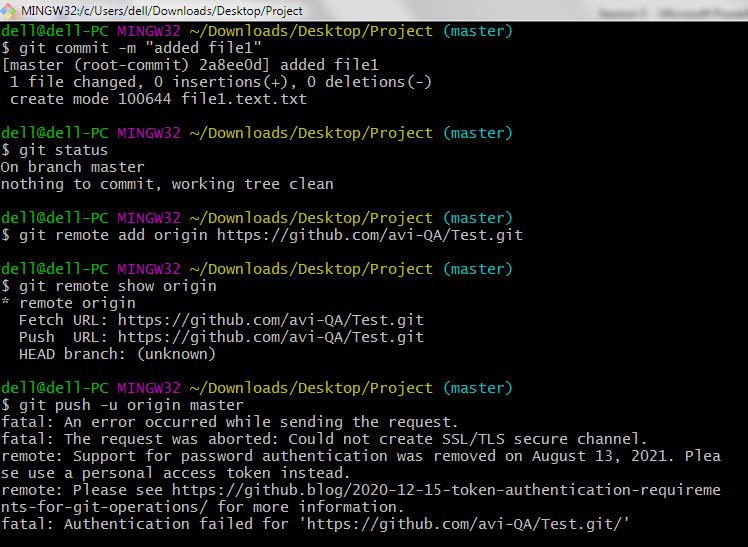 MINGW32:/c/Users/dell/Downloads/Desktop/Project
dell@dell-PC MINGW32 ~/Downloads/Desktop/Project (master)
$ git commit -m "added file1"
[master (root-commit) 2a8ee0d] added file1
 1 file changed, 0 insertions(+), 0 deletions(-)
 create mode 100644 file1.text.txt
dell@dell-PC MINGW32 ~/Downloads/Desktop/Project (master)
$ git status
On branch master
nothing to commit, working tree clean
dell@dell-PC MINGW32 ~/Downloads/Desktop/Project (master)
$ git remote add origin https://github.com/avi-QA/Test.git
dell@dell-PC MINGW32 ~/Downloads/Desktop/Project (master)
$ git remote show origin
* remote origin
  Fetch URL: https://github.com/avi-QA/Test.git
  Push  URL: https://github.com/avi-QA/Test.git
  HEAD branch: (unknown)
dell@dell-PC MINGW32 ~/Downloads/Desktop/Project (master)
$ git push -u origin master
fatal: An error occurred while sending the request.
fatal: The request was aborted: Could not create SSL/TLS secure channel.
remote: Support for password authentication was removed on August 13, 2021. Plea
se use a personal access token instead.
remote: Please see https://github.blog/2020-12-15-token-authentication-requireme
nts-for-git-operations/ for more information.
fatal: Authentication failed for 'https://github.com/avi-QA/Test.git/'